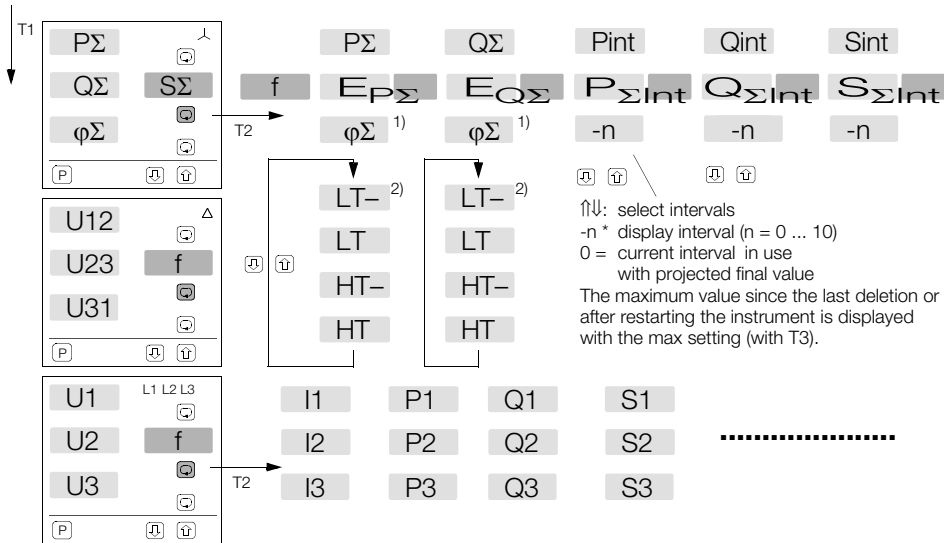 T1
PΣ
QΣ SΣ
φΣ
P
T2
f
PΣ QΣ Pint Qint Sint
EPΣ EQΣ PΣInt QΣInt SΣInt
φΣ 1) φΣ 1) -n -n -n
LT– 2) LT– 2)
LT LT
HT– HT–
HT HT
⇑⇓: select intervals
-n * display interval (n = 0 ... 10)
0 = current interval in use
with projected final value
The maximum value since the last deletion or
after restarting the instrument is displayed
with the max setting (with T3).
U12 Δ
U23 f
U31
P
U1 L1 L2 L3
U2 f
U3
P
T2
I1 P1 Q1 S1
I2 P2 Q2 S2
I3 P3 Q3 S3